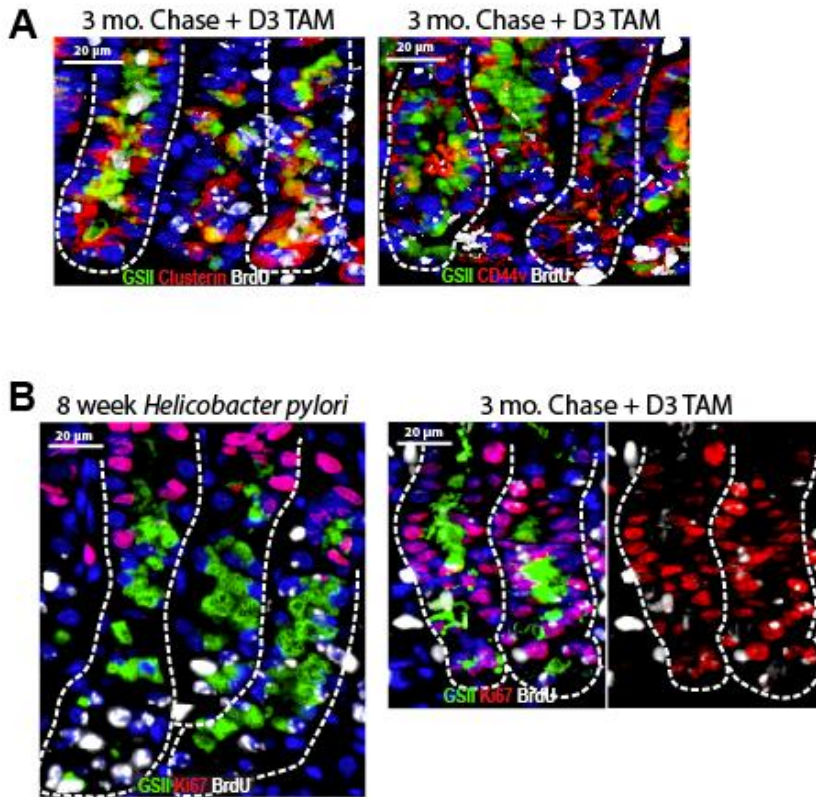 A
3 mo. Chase + D3 TAM
20 µm
GSII Clusterin BrdU
3 mo. Chase + D3 TAM
20 µm
GSII CD44v BrdU
B
8 week Helicobacter pylori
20 µm
GSII Ki67 BrdU
3 mo. Chase + D3 TAM
20 µm
GSII Ki67 BrdU